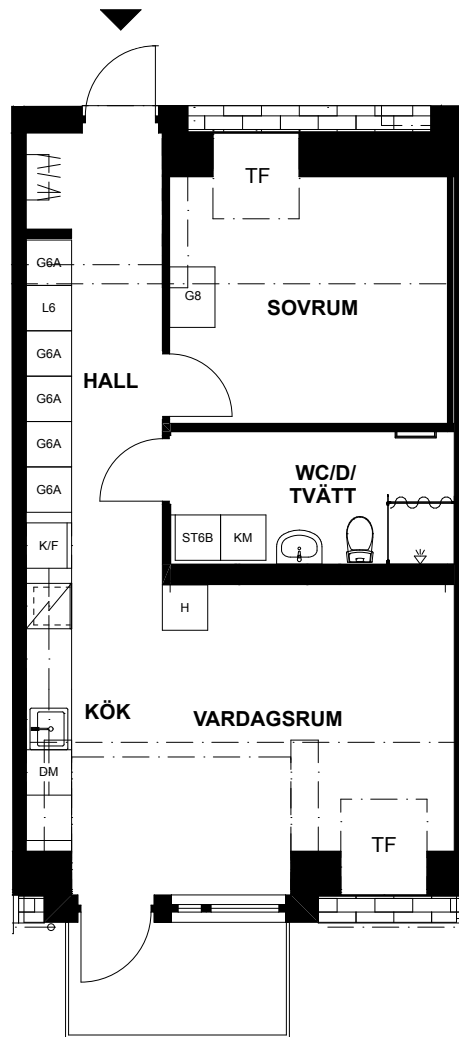 TF
G6A
L6
G8
SOVRUM
G6A
HALL
G6A
G6A
G6A
WC/D/
TVÄTT
K/F
ST6B
KM
H
KÖK
VARDAGSRUM
DM
TF